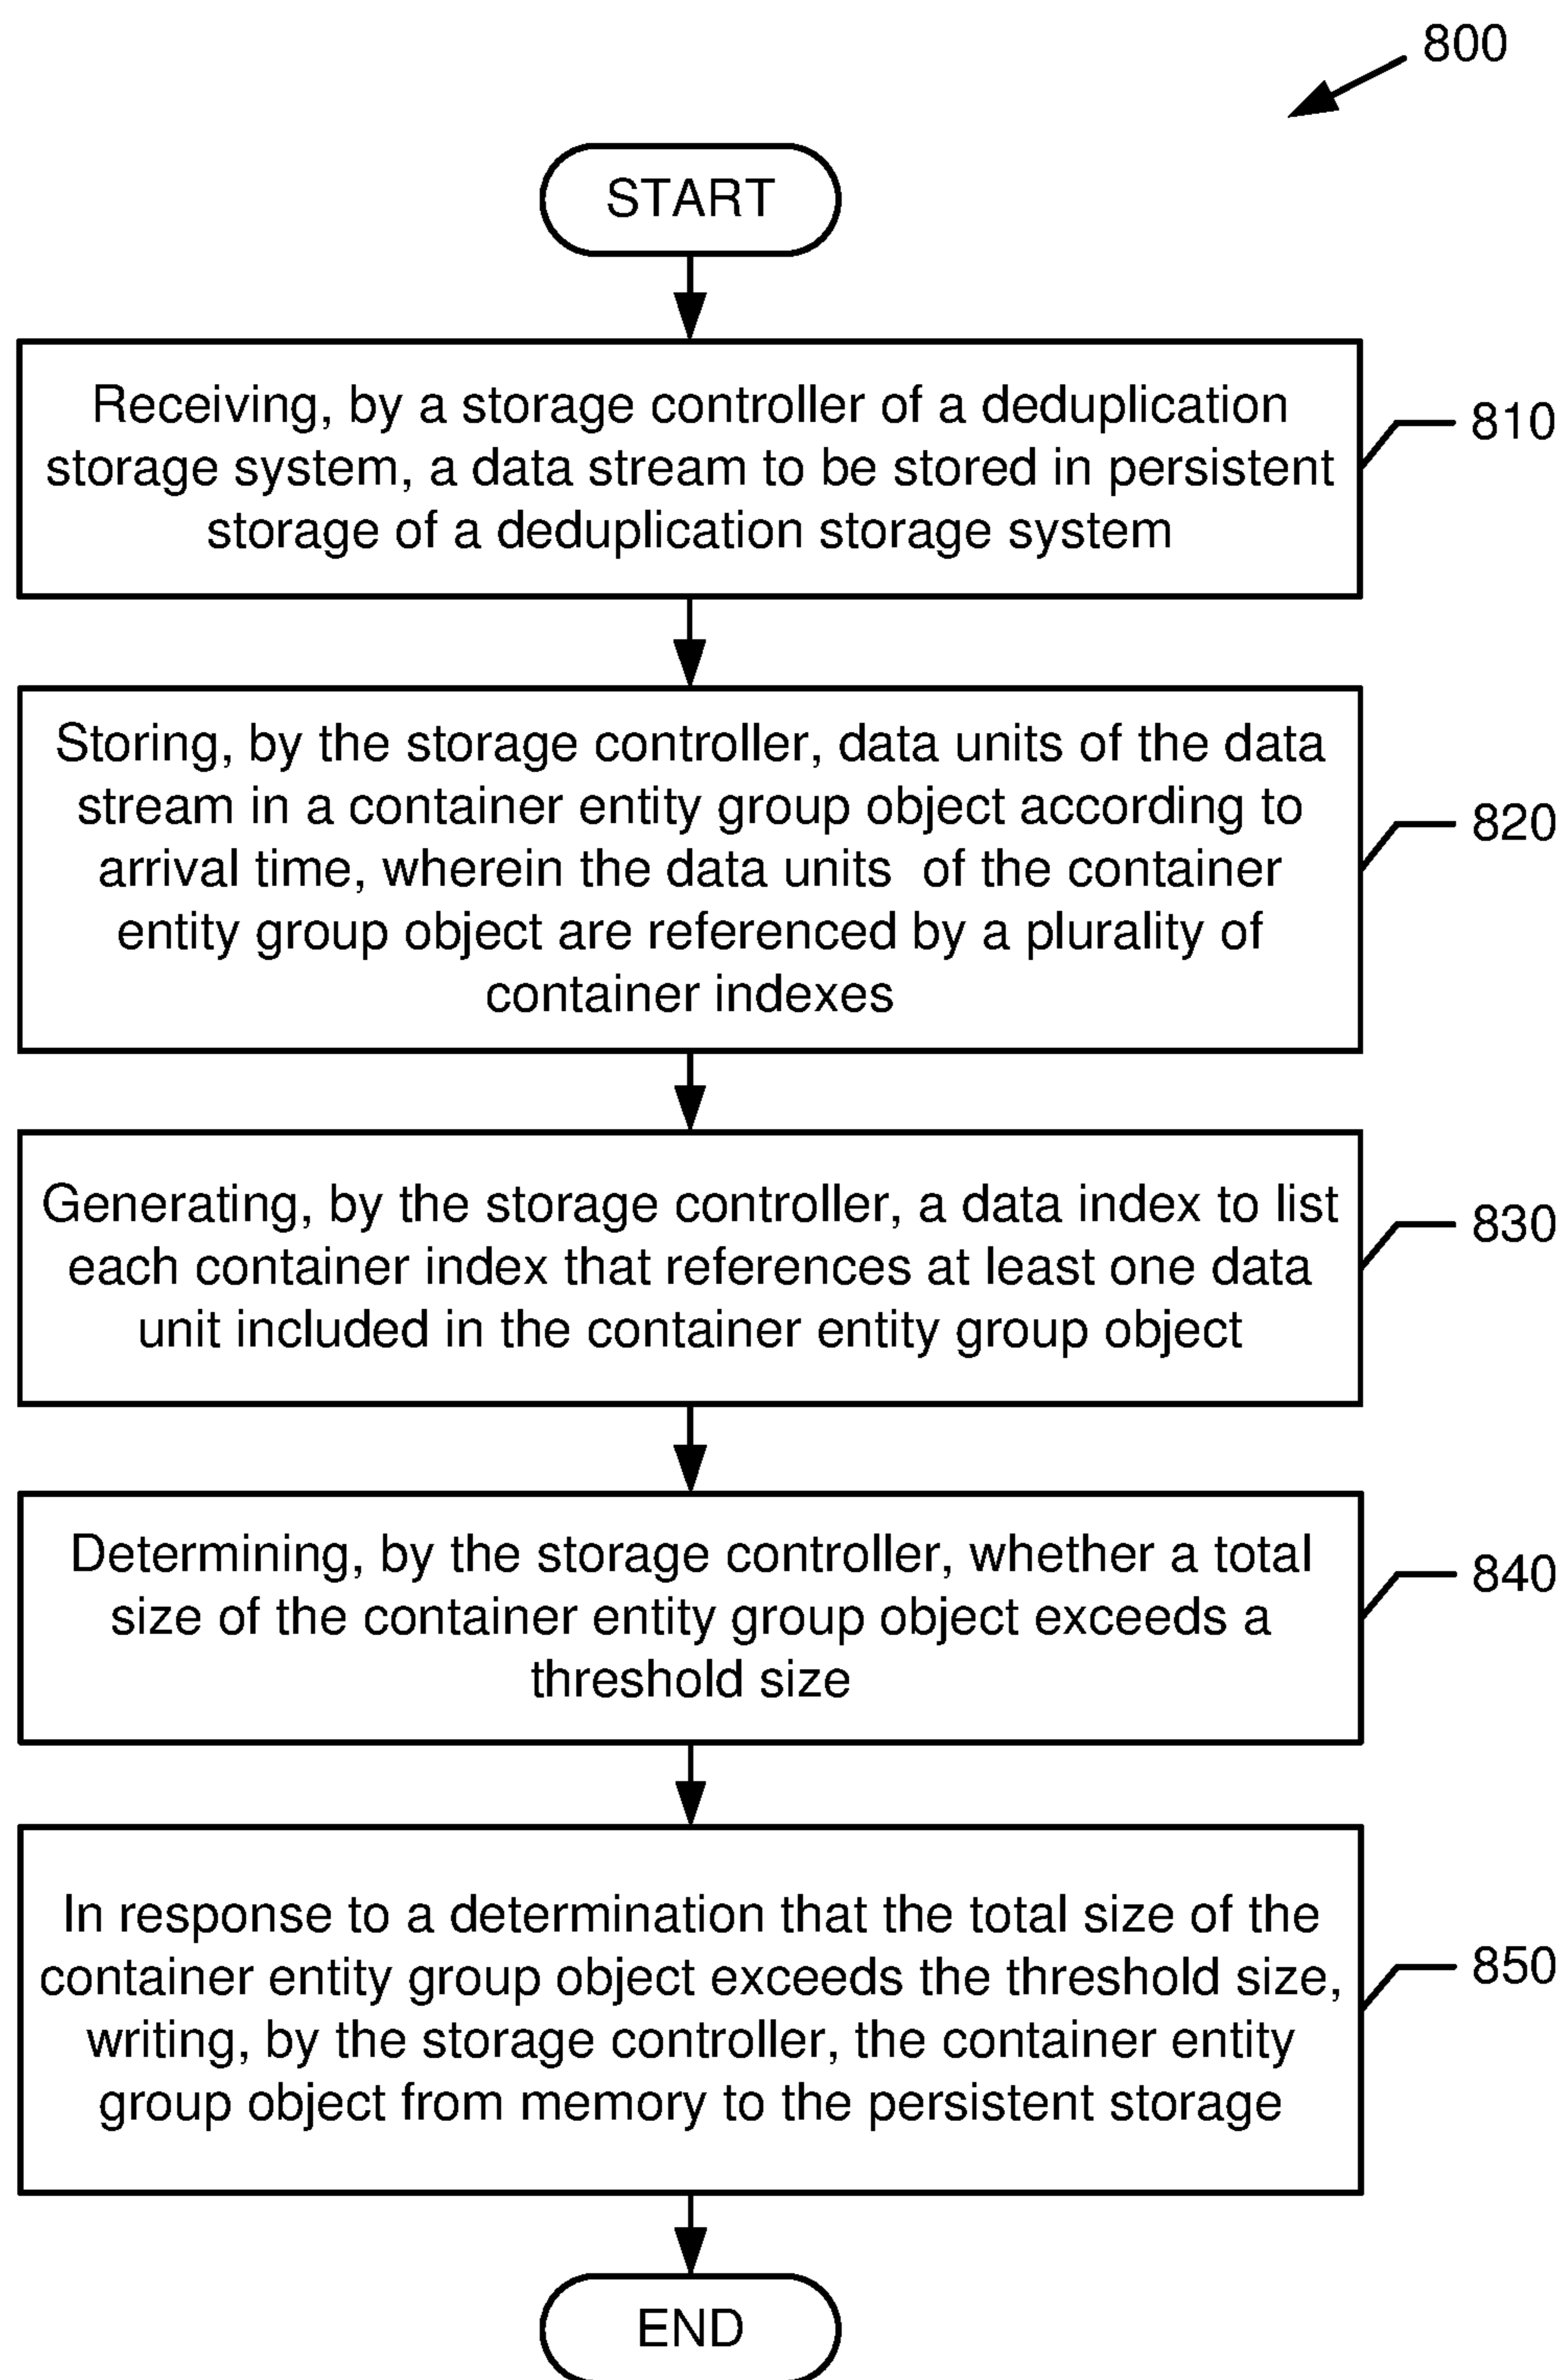 800
START
Receiving, by a storage controller of a deduplication
storage system, a data stream to be stored in persistent
storage of a deduplication storage system
810
Storing, by the storage controller, data units of the data
stream in a container entity group object according to
arrival time, wherein the data units  of the container
entity group object are referenced by a plurality of
container indexes
820
Generating, by the storage controller, a data index to list
each container index that references at least one data
unit included in the container entity group object
830
Determining, by the storage controller, whether a total
size of the container entity group object exceeds a
threshold size
840
In response to a determination that the total size of the
container entity group object exceeds the threshold size,
writing, by the storage controller, the container entity
group object from memory to the persistent storage
850
END